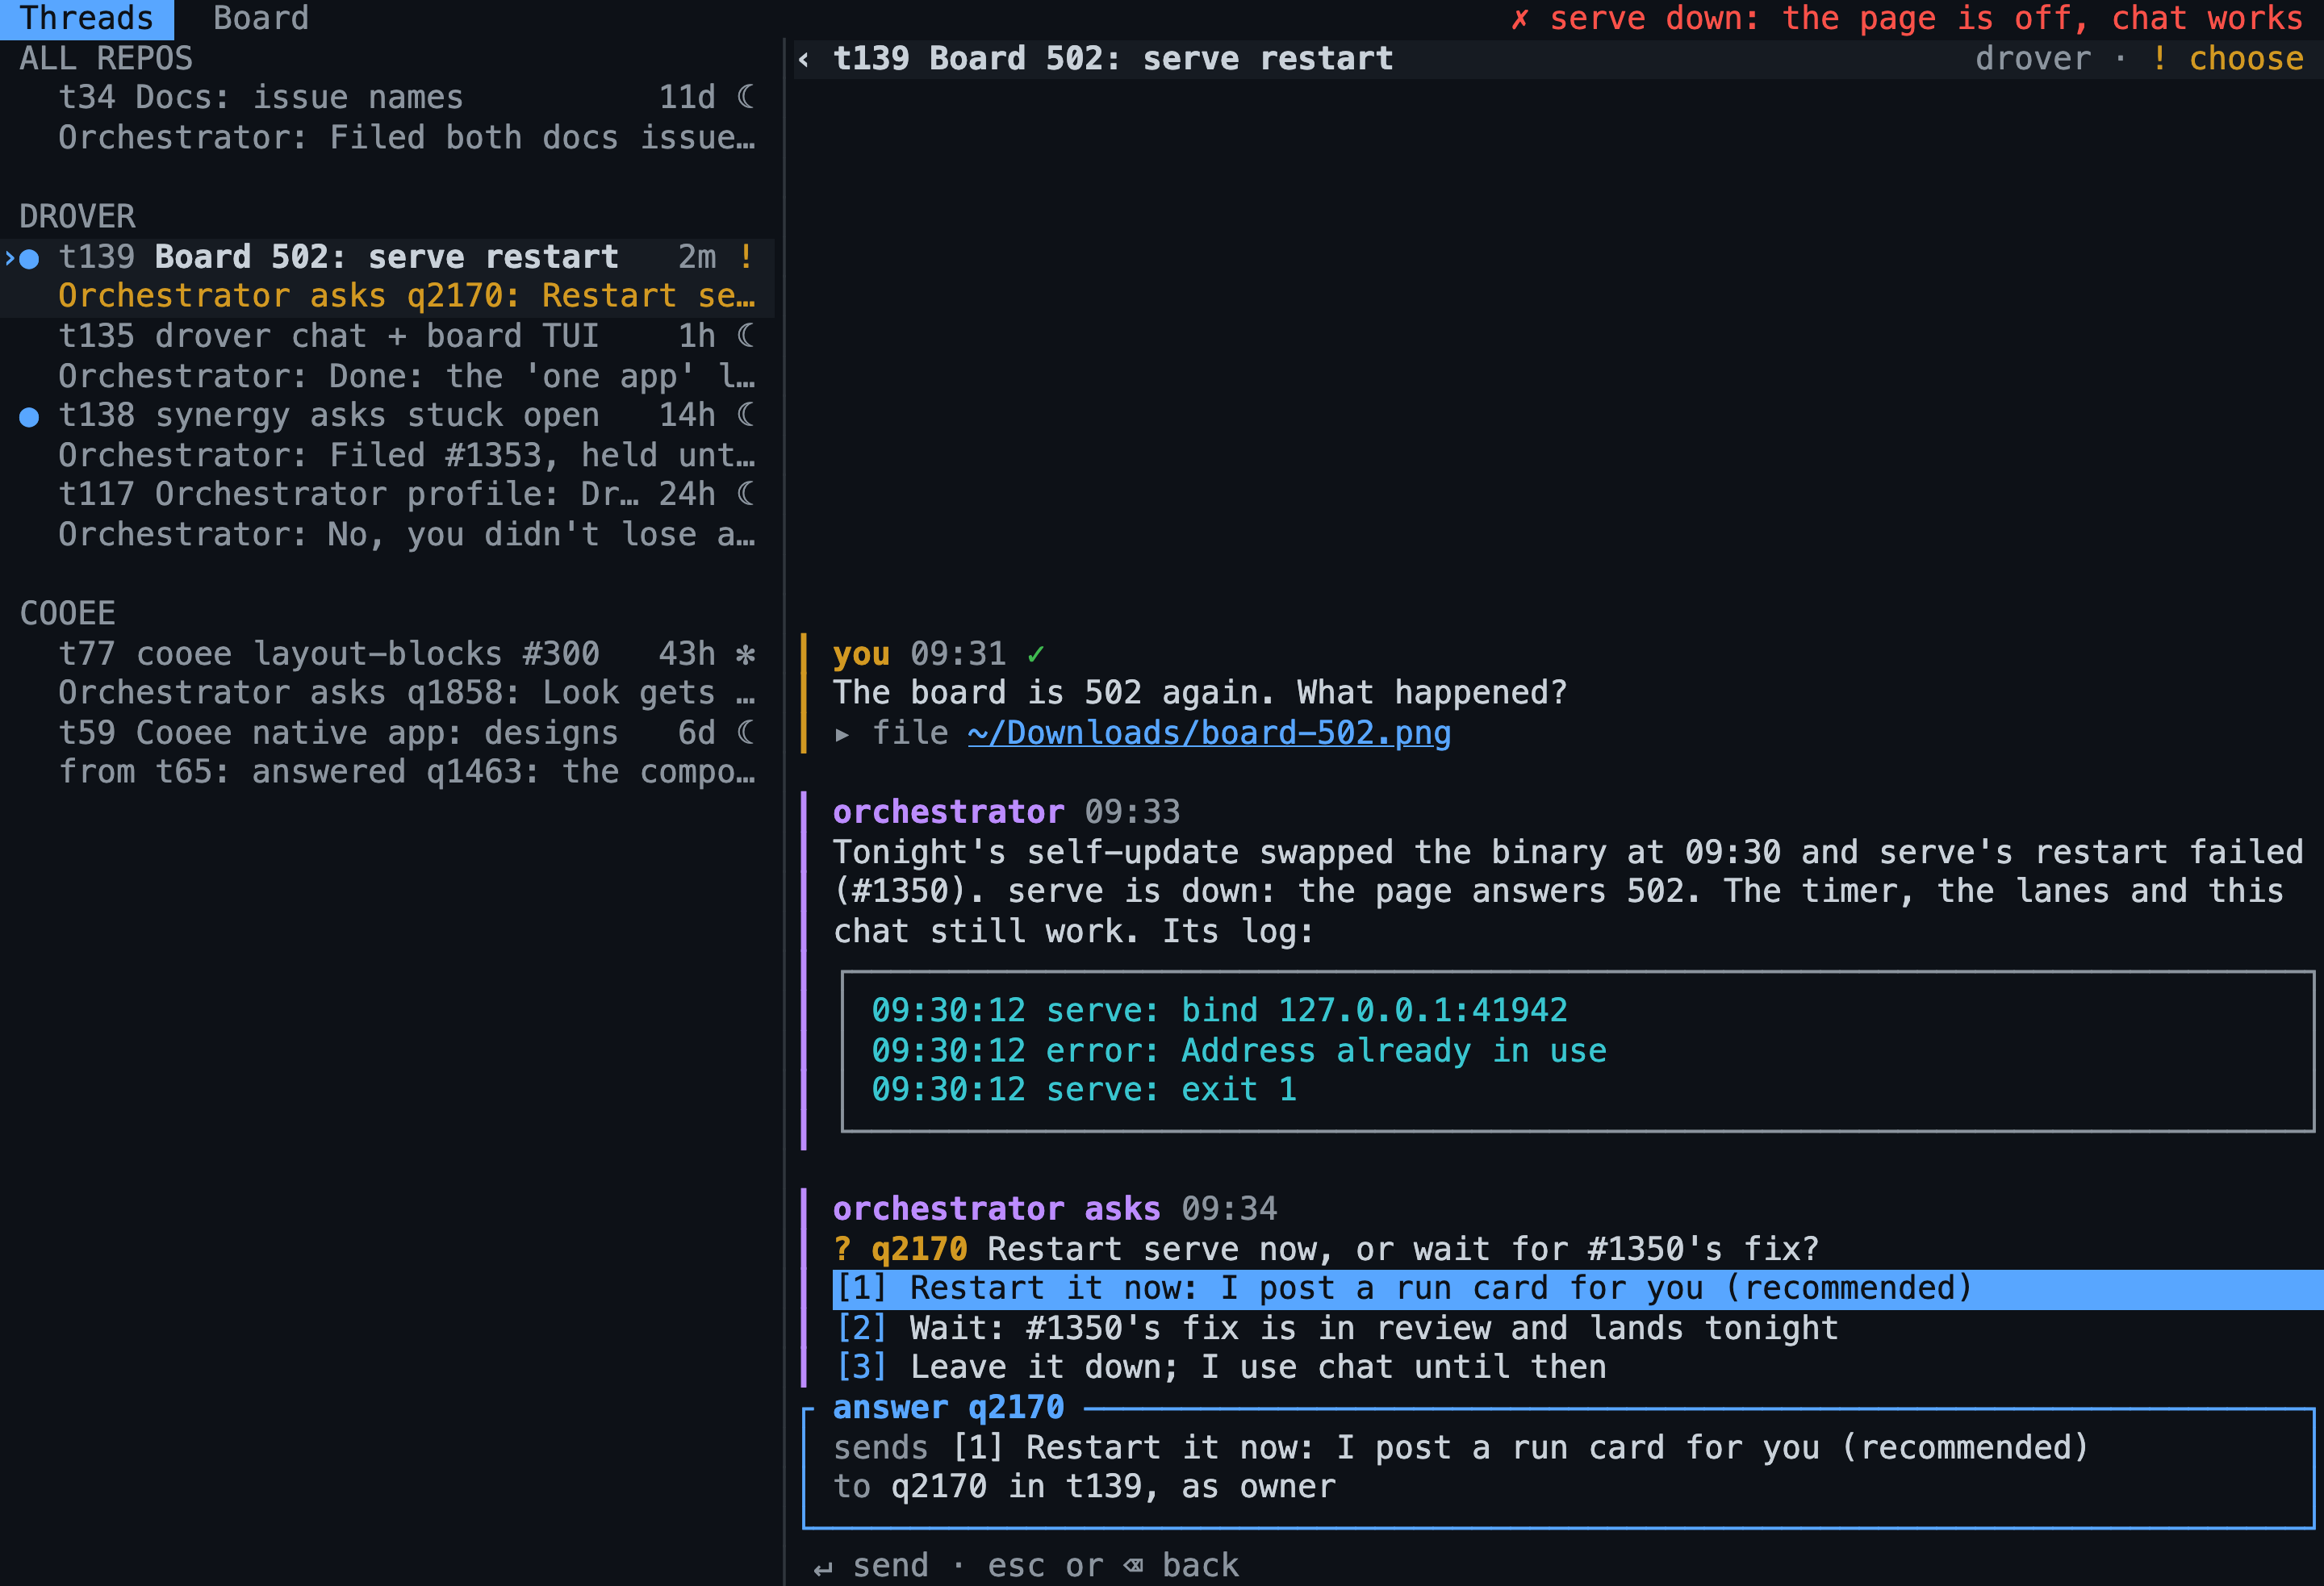 Threads Board ✗ serve down: the page is off, chat works
ALL REPOS
t34 Docs: issue names 11d ☾
Orchestrator: Filed both docs issue…
DROVER
›● t139 Board 502: serve restart 2m !
Orchestrator asks q2170: Restart se…
t135 drover chat + board TUI 1h ☾
Orchestrator: Done: the 'one app' l…
● t138 synergy asks stuck open 14h ☾
Orchestrator: Filed #1353, held unt…
t117 Orchestrator profile: Dr… 24h ☾
Orchestrator: No, you didn't lose a…
COOEE
t77 cooee layout-blocks #300 43h ✻
Orchestrator asks q1858: Look gets …
t59 Cooee native app: designs 6d ☾
from t65: answered q1463: the compo…
‹ t139 Board 502: serve restart drover · ! choose
you 09:31 ✓
The board is 502 again. What happened?
▸ file ~/Downloads/board-502.png
orchestrator 09:33
Tonight's self-update swapped the binary at 09:30 and serve's restart failed
(#1350). serve is down: the page answers 502. The timer, the lanes and this
chat still work. Its log:
09:30:12 serve: bind 127.0.0.1:41942
09:30:12 error: Address already in use
09:30:12 serve: exit 1
orchestrator asks 09:34
? q2170 Restart serve now, or wait for #1350's fix?
[1] Restart it now: I post a run card for you (recommended)
[2] Wait: #1350's fix is in review and lands tonight
[3] Leave it down; I use chat until then
answer q2170
sends [1] Restart it now: I post a run card for you (recommended)
to q2170 in t139, as owner
↵ send · esc or ⌫ back